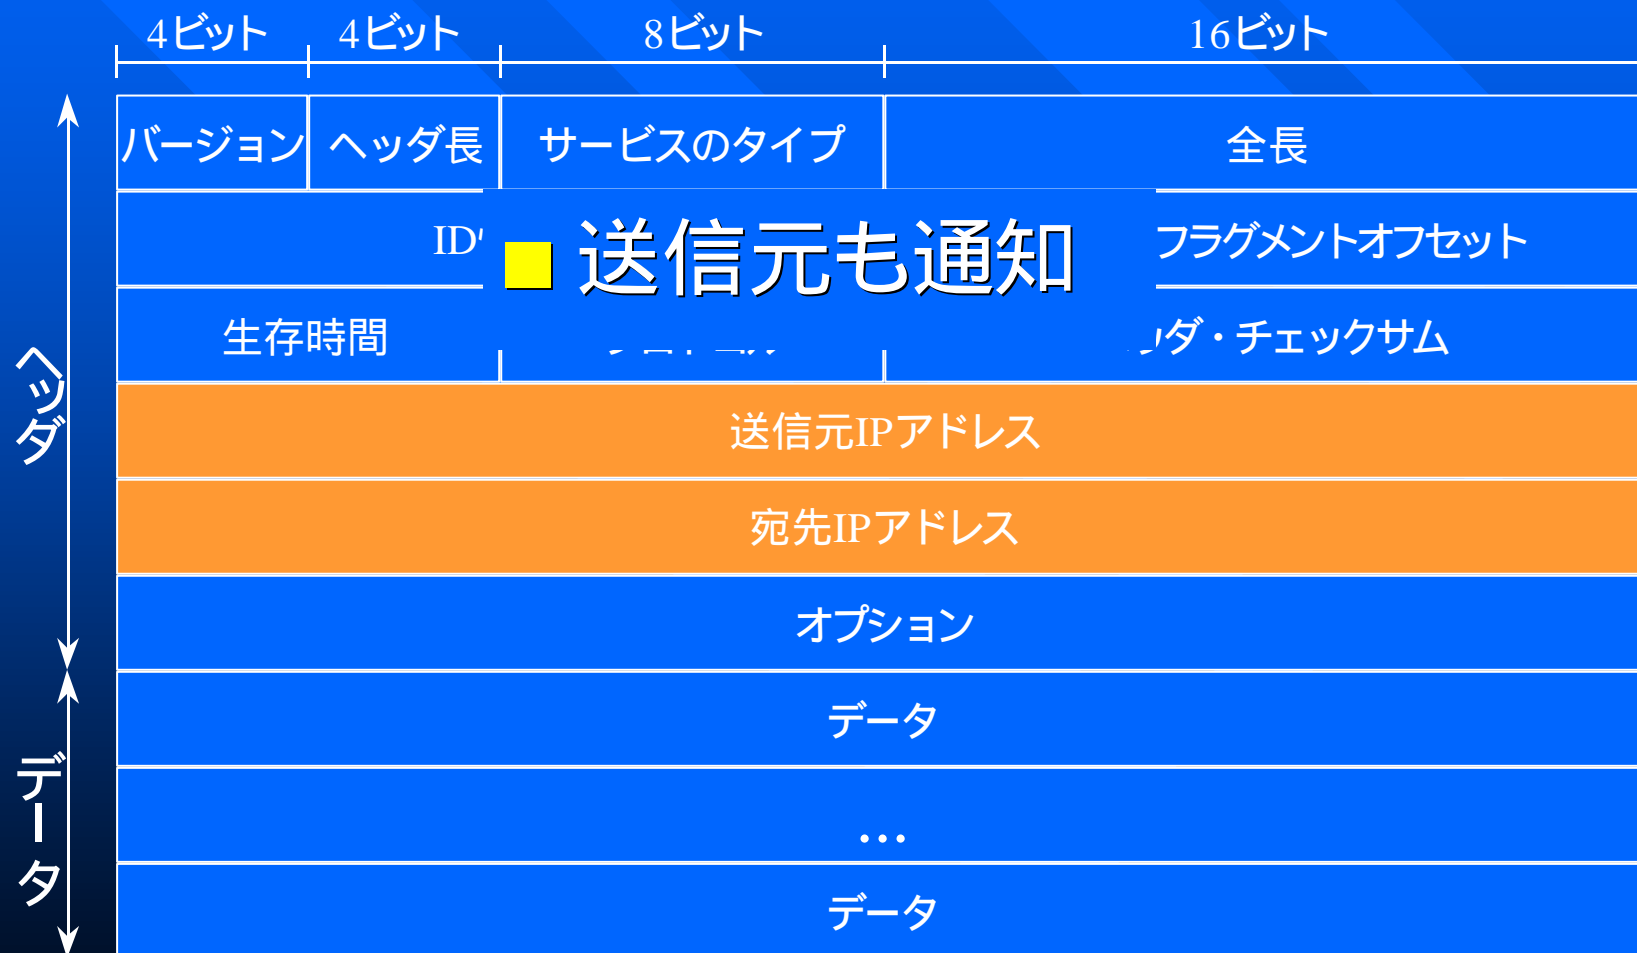 4ビット 4ビット 8ビット 16ビット
バージョン ヘッダ長 サービスのタイプ 全長
ID フラグメントオフセット
■ 送信元も通知
生存時間 ダ・チェックサム
ヘッダ
送信元IPアドレス
宛先IPアドレス
オプション
データ
データ
…
データ